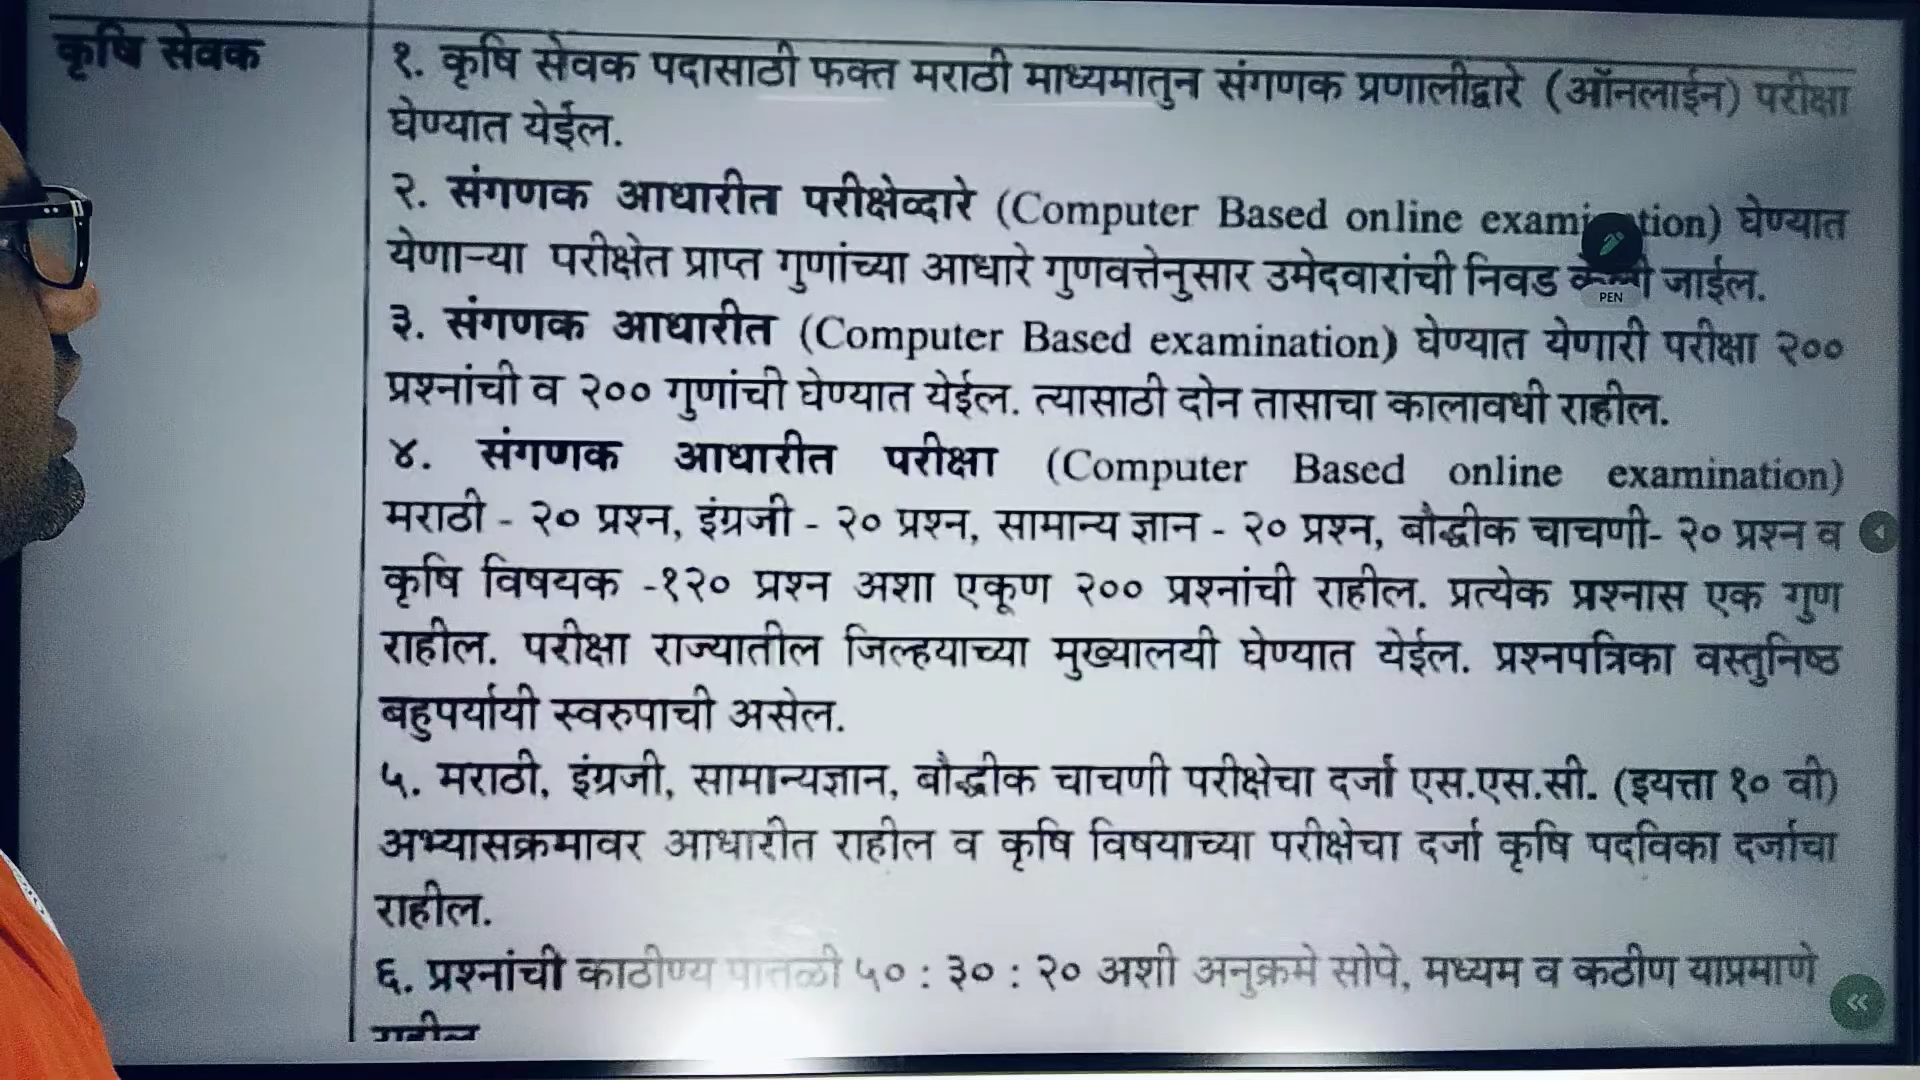 कृषि सेवक
१. कृषि सेवक पदासाठी फक्त मराठी माध्यमातुन संगणक प्रणालीद्वारे (ऑनलाईन) परीक्षा
घेण्यात येईल.
२. संगणक आधारीत परीक्षेव्दारे (Computer Based online घेण्यात
येणाऱ्या परीक्षेत प्राप्त गुणांच्या आधारे गुणवत्तेनुसार उमेदवारांची निवड जाईल.
PEN
३. संगणक आधारीत (Computer Based examination) घेण्यात येणारी परीक्षा २००
प्रश्नांची व २०० गुणांची घेण्यात येईल. त्यासाठी दोन तासाचा कालावधी राहील.
४. संगणक आधारीत परीक्षा (Computer Based online examination)
मराठी - २० प्रश्न, इंग्रजी - २० प्रश्न, सामान्य ज्ञान - २० प्रश्न, बौद्धीक चाचणी- २० प्रश्न व
कृषि विषयक -१२० प्रश्न अशा एकूण २०० प्रश्नांची राहील. प्रत्येक प्रश्नास एक गुण
राहील. परीक्षा राज्यातील जिल्हयाच्या मुख्यालयी घेण्यात येईल. प्रश्नपत्रिका वस्तुनिष्ठ
बहुपर्यायी स्वरुपाची असेल.
५. मराठी, इंग्रजी, सामान्यज्ञान, बौद्धीक चाचणी परीक्षेचा दर्जा एस.एस.सी. (इयत्ता १० वी)
अभ्यासक्रमावर आधारीत राहील व कृषि विषयाच्या परीक्षेचा दर्जा कृषि पदविका दर्जाचा
राहील.
६. प्रश्नांची काठीण्य पातळी ५० : ३० : २० अशी अनुक्रमे सोपे, मध्यम व कठीण याप्रमाणे